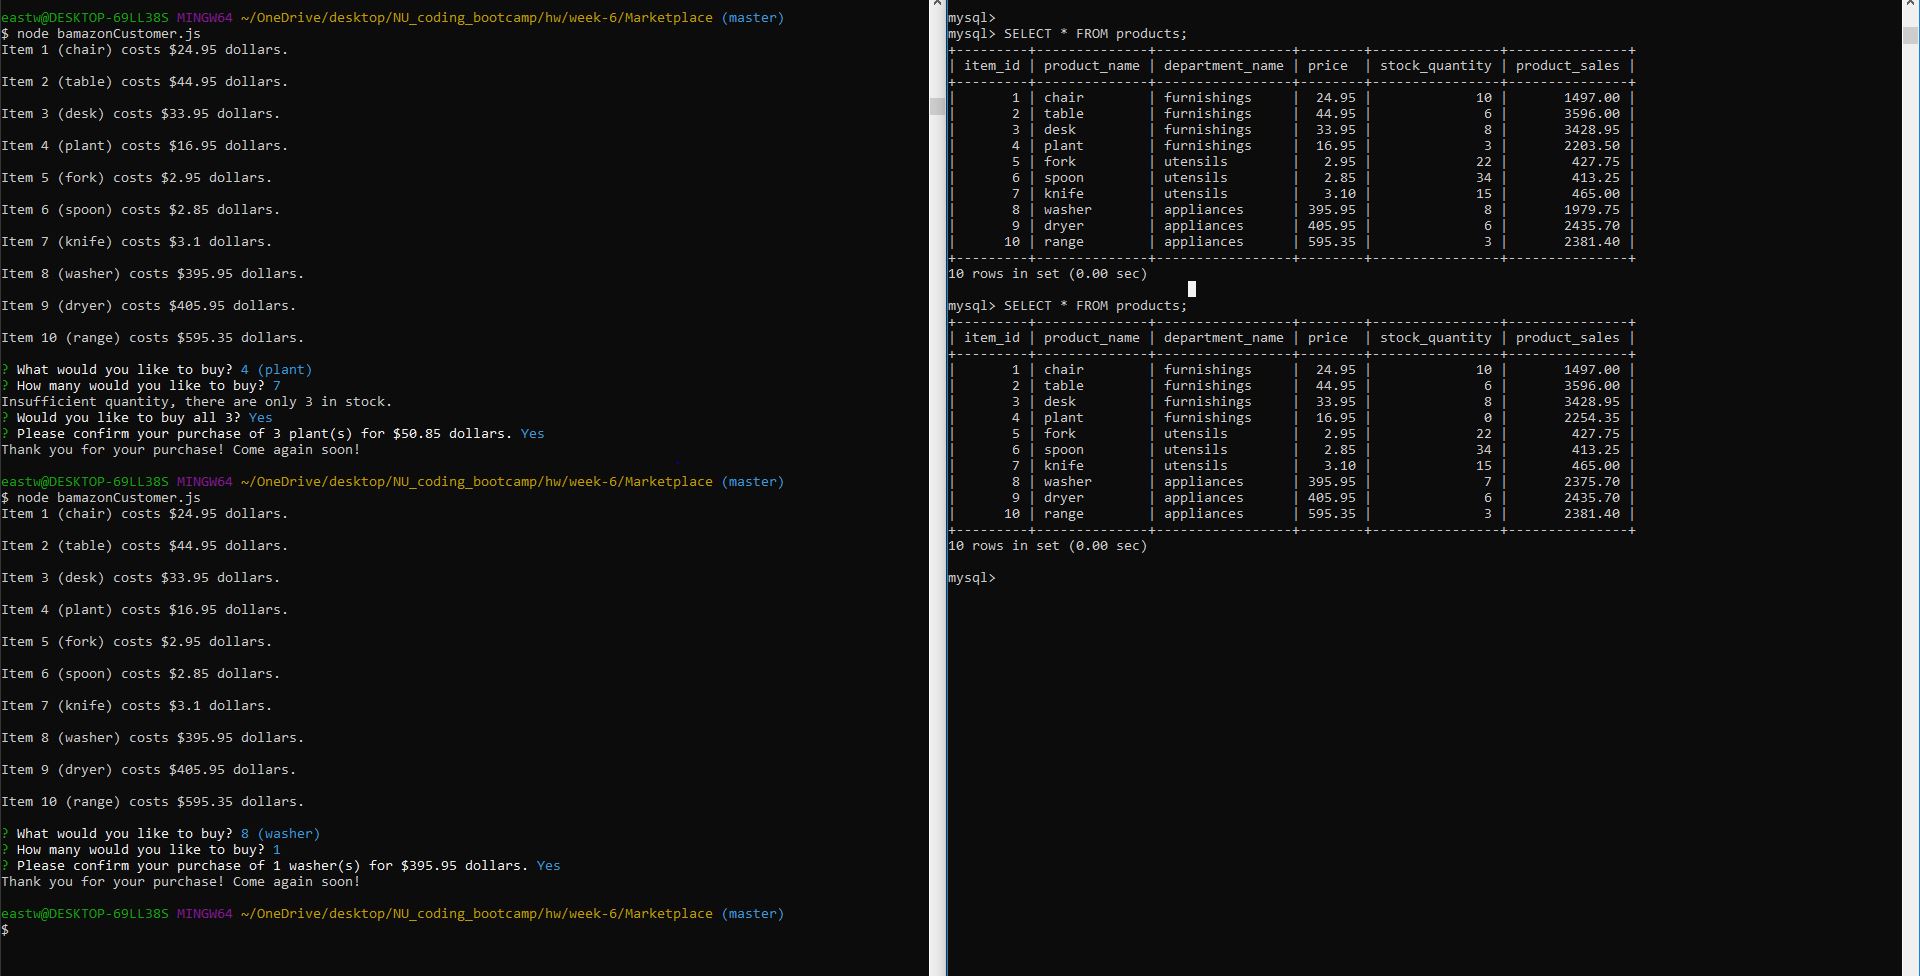 eastw@DESKTOP-69LL38S MINGW64 ~/OneDrive/desktop/NU_coding_bootcamp/hw/week-6/Marketplace (master)
$ node bamazonCustomer.js
Item 1 (chair) costs $24.95 dollars.
Item 2 (table) costs $44.95 dollars.
Item 3 (desk) costs $33.95 dollars.
Item 4 (plant) costs $16.95 dollars.
Item 5 (fork) costs $2.95 dollars.
Item 6 (spoon) costs $2.85 dollars.
Item 7 (knife) costs $3.1 dollars.
Item 8 (washer) costs $395.95 dollars.
Item 9 (dryer) costs $405.95 dollars.
Item 10 (range) costs $595.35 dollars.
? What would you like to buy? 4 (plant)
? How many would you like to buy? 7
Insufficient quantity, there are only 3 in stock.
? Would you like to buy all 3? Yes
? Please confirm your purchase of 3 plant(s) for $50.85 dollars. Yes
Thank you for your purchase! Come again soon!
eastw@DESKTOP-69LL38S MINGW64 ~/OneDrive/desktop/NU_coding_bootcamp/hw/week-6/Marketplace (master)
$ node bamazonCustomer.js
Item 1 (chair) costs $24.95 dollars.
Item 2 (table) costs $44.95 dollars.
Item 3 (desk) costs $33.95 dollars.
Item 4 (plant) costs $16.95 dollars.
Item 5 (fork) costs $2.95 dollars.
Item 6 (spoon) costs $2.85 dollars.
Item 7 (knife) costs $3.1 dollars.
Item 8 (washer) costs $395.95 dollars.
Item 9 (dryer) costs $405.95 dollars.
Item 10 (range) costs $595.35 dollars.
? What would you like to buy? 8 (washer)
? How many would you like to buy? 1
? Please confirm your purchase of 1 washer(s) for $395.95 dollars. Yes
Thank you for your purchase! Come again soon!
eastw@DESKTOP-69LL38S MINGW64 ~/OneDrive/desktop/NU_coding_bootcamp/hw/week-6/Marketplace (master)
$
mysql>
mysql> SELECT * FROM products;
| item_id | product_name | department_name | price | stock_quantity | product_sales |
| 1 | chair | furnishings | 24.95 | 10 | 1497.00 |
| 2 | table | furnishings | 44.95 | 6 | 3596.00 |
| 3 | desk | furnishings | 33.95 | 8 | 3428.95 |
| 4 | plant | furnishings | 16.95 | 3 | 2203.50 |
| 5 | fork | utensils | 2.95 | 22 | 427.75 |
| 6 | spoon | utensils | 2.85 | 34 | 413.25 |
| 7 | knife | utensils | 3.10 | 15 | 465.00 |
| 8 | washer | appliances | 395.95 | 8 | 1979.75 |
| 9 | dryer | appliances | 405.95 | 6 | 2435.70 |
| 10 | range | appliances | 595.35 | 3 | 2381.40 |
10 rows in set (0.00 sec)
mysql> SELECT * FROM products;
| item_id | product_name | department_name | price | stock_quantity | product_sales |
| 1 | chair | furnishings | 24.95 | 10 | 1497.00 |
| 2 | table | furnishings | 44.95 | 6 | 3596.00 |
| 3 | desk | furnishings | 33.95 | 8 | 3428.95 |
| 4 | plant | furnishings | 16.95 | 0 | 2254.35 |
| 5 | fork | utensils | 2.95 | 22 | 427.75 |
| 6 | spoon | utensils | 2.85 | 34 | 413.25 |
| 7 | knife | utensils | 3.10 | 15 | 465.00 |
| 8 | washer | appliances | 395.95 | 7 | 2375.70 |
| 9 | dryer | appliances | 405.95 | 6 | 2435.70 |
| 10 | range | appliances | 595.35 | 3 | 2381.40 |
10 rows in set (0.00 sec)
mysql>